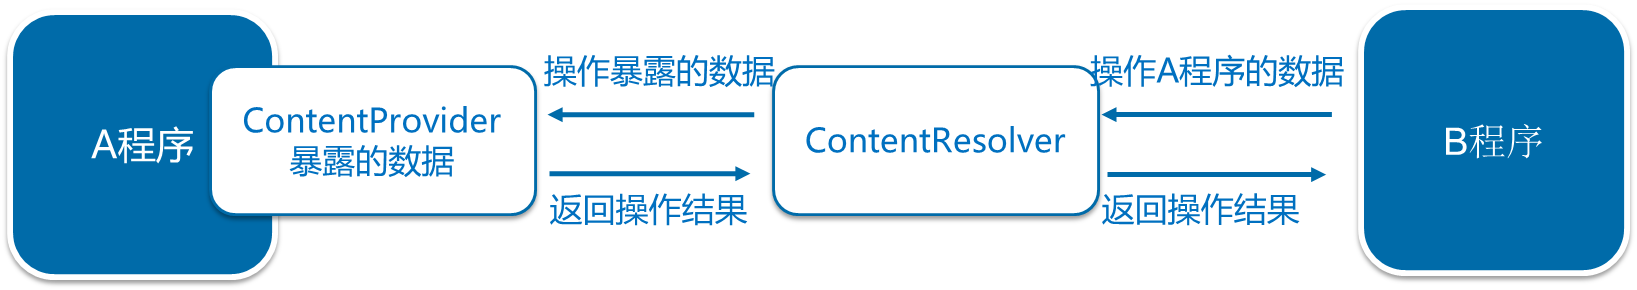 A程序
ContentProvider
暴露的数据
操作暴露的数据
返回操作结果
ContentResolver
操作A程序的数据
返回操作结果
B程序